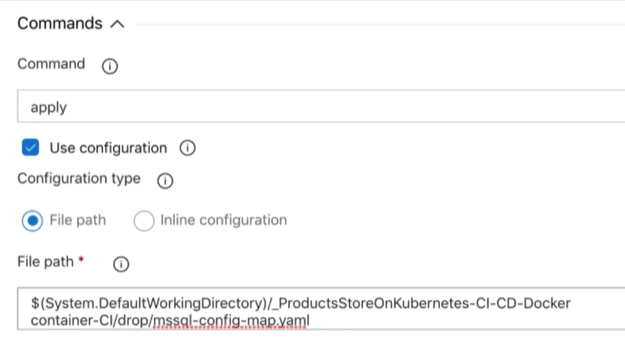 Commands
Command
apply
Use configuration
Configuration type
File path
Inline configuration
File path *
$(System.DefaultWorkingDirectory)/_ProductsStoreOnKubernetes-CI-CD-Docker
container-CI/drop/mssql-config-map.yaml